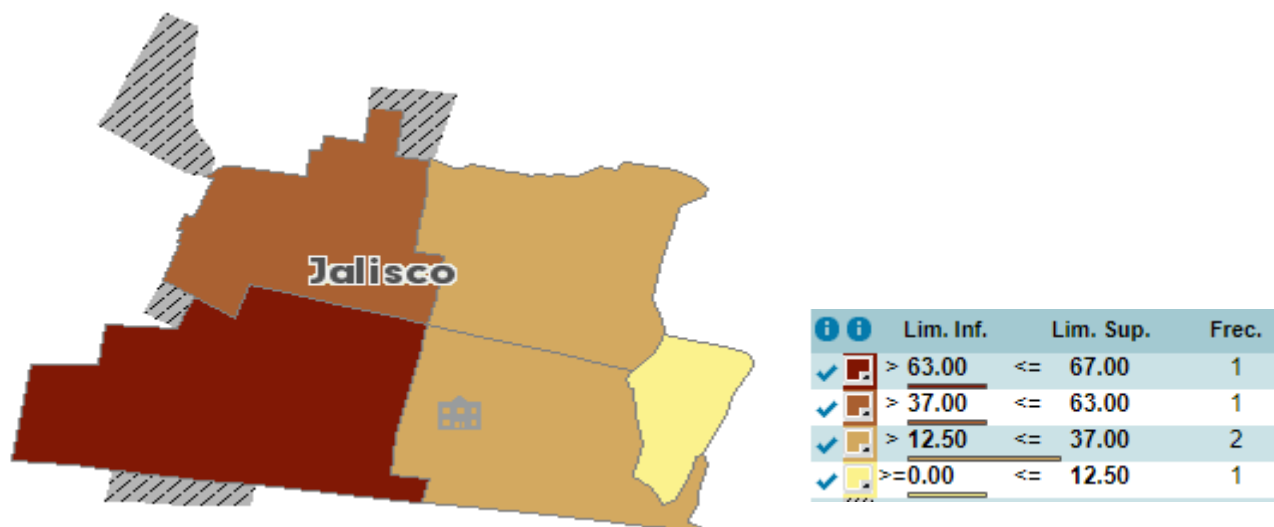 Jalisco
Lim. Inf. Lim. Sup. Frec.
> 63.00 <= 67.00 1
> 37.00 <= 63.00 1
> 12.50 <= 37.00 2
>=0.00 <= 12.50 1